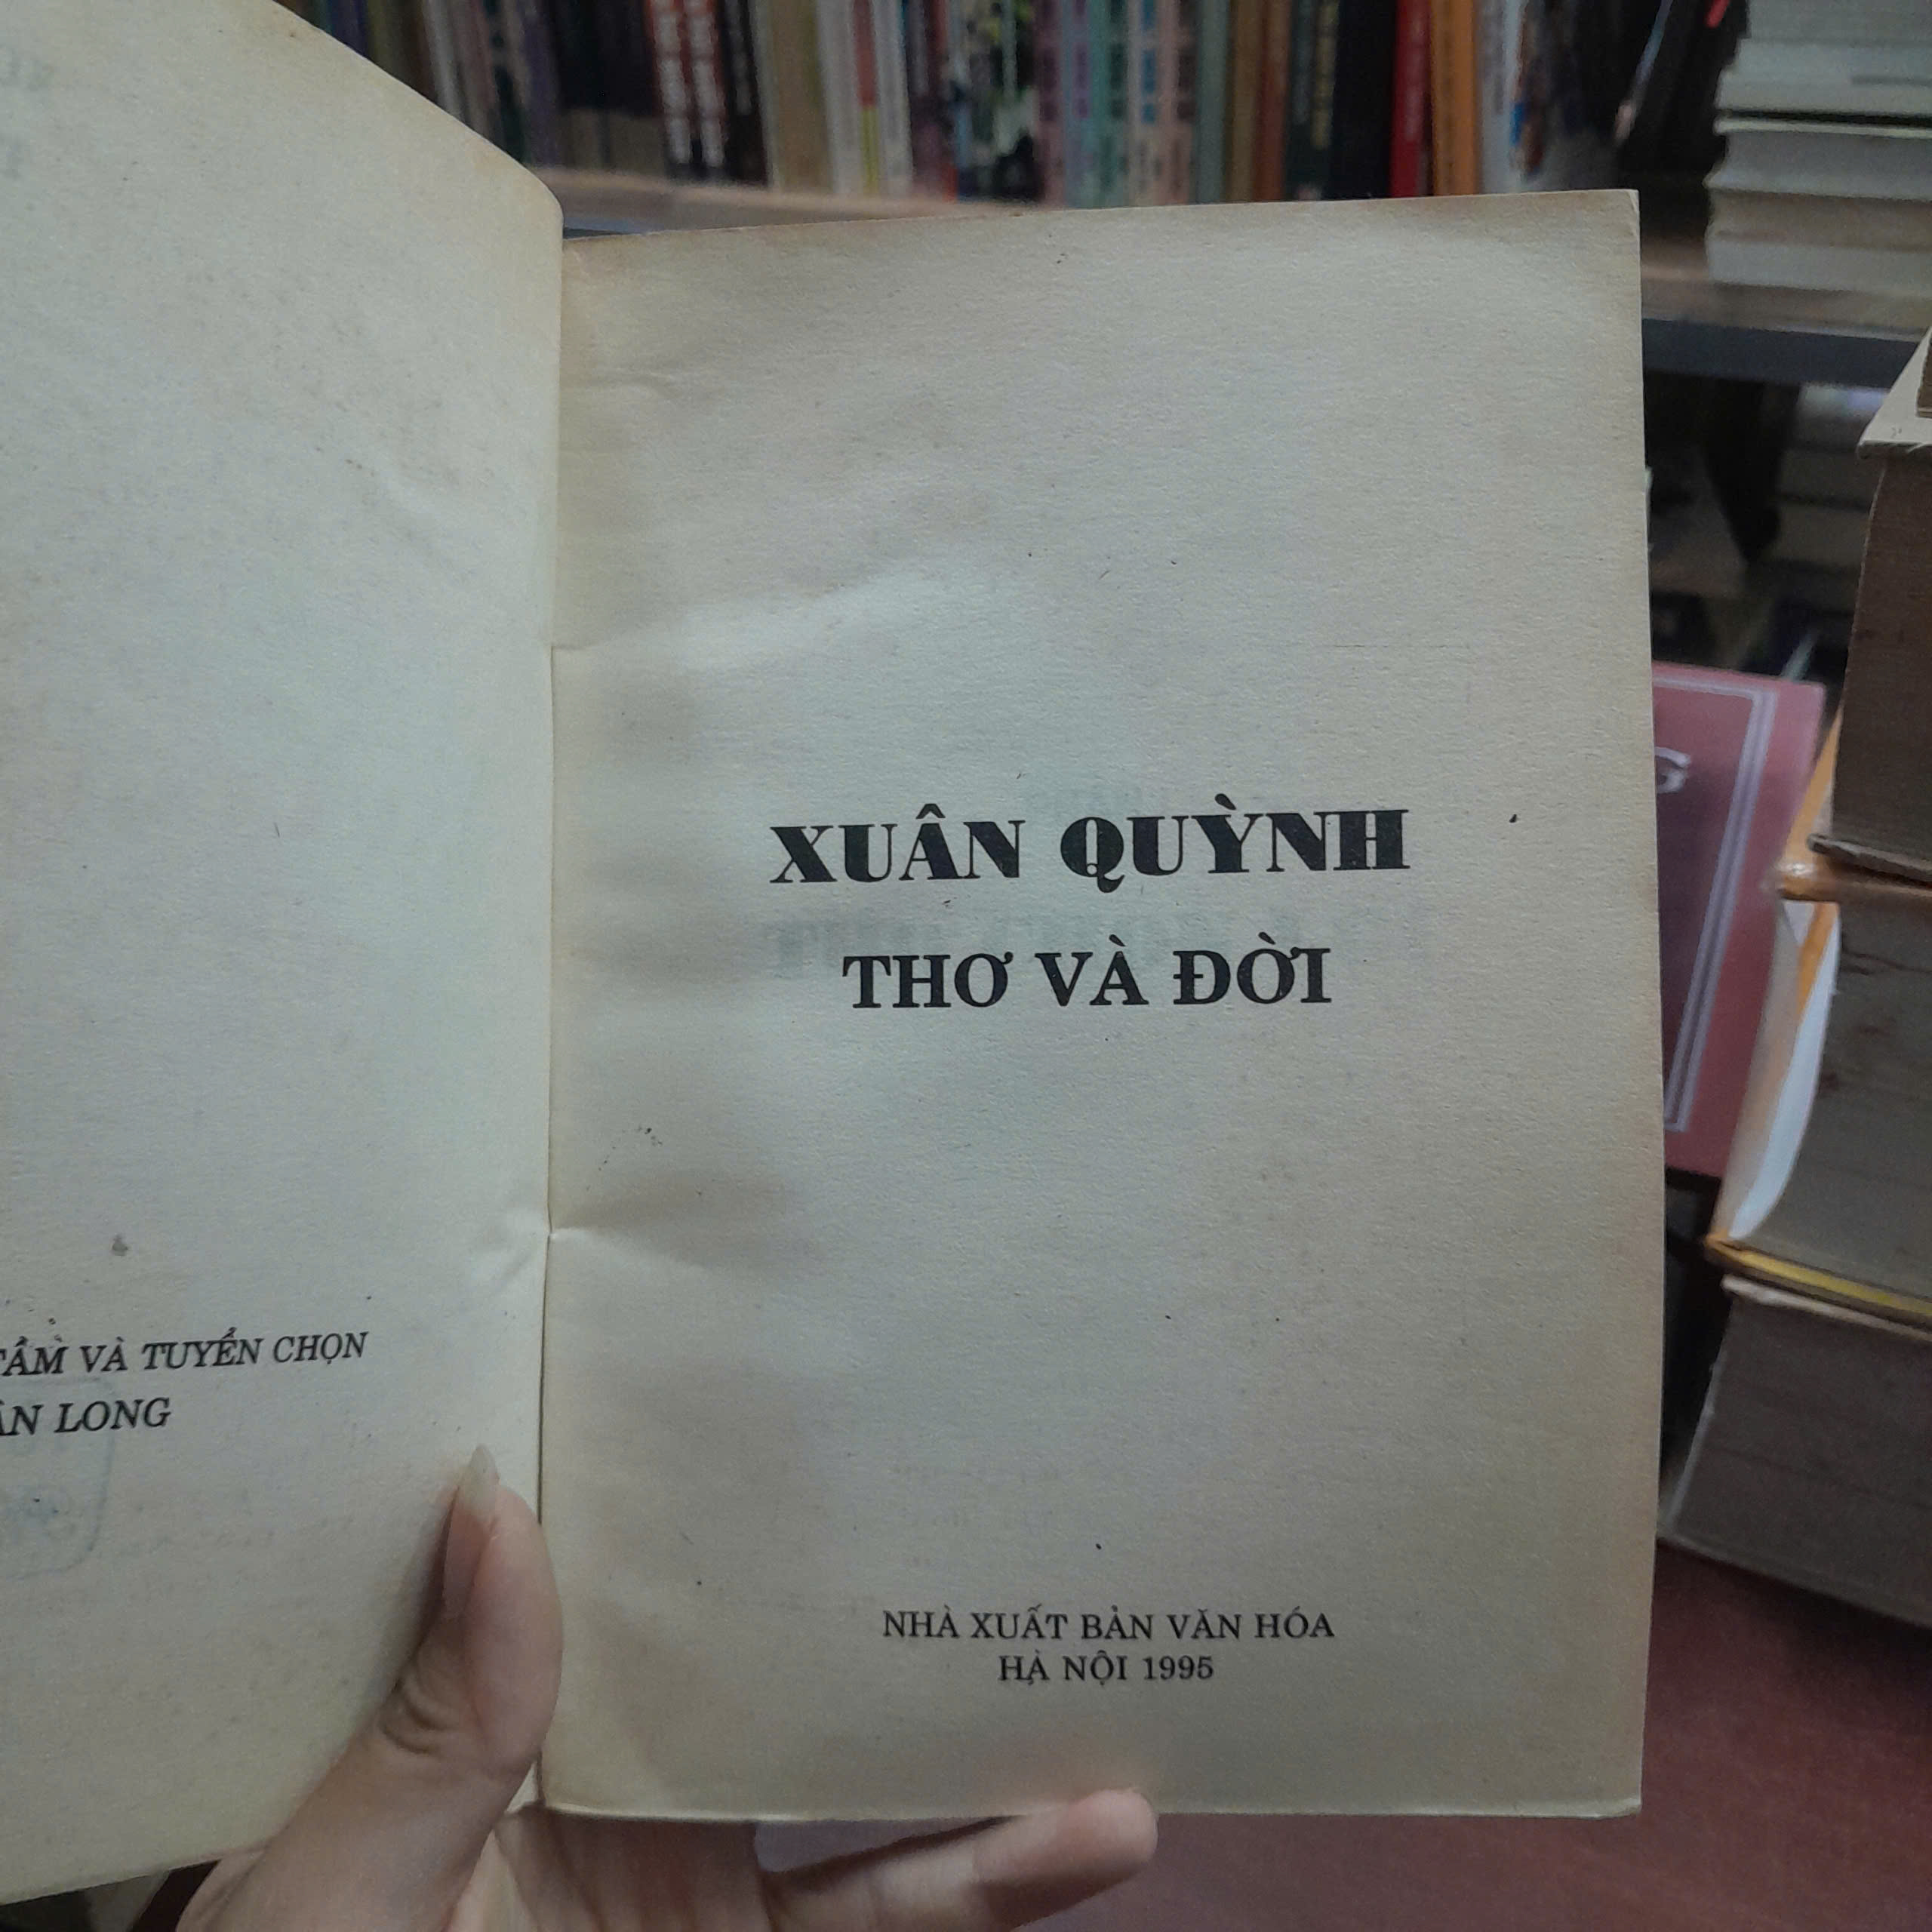 VÀ TUYỂN CHỌN
LONG
XUÂN QUỲNH
THƠ VÀ ĐỜI
NHÀ XUẤT BẢN VĂN HÓA
HÀ NỘI 1995